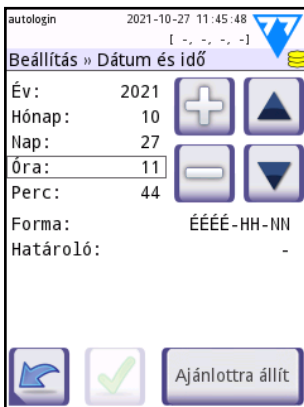 autologin 2021-10-27 11:45:48
[ -, -, -, -]
Beállítás » Dátum és idő
Év: 2021
Hónap: 10
Nap: 27
Óra: 11
Perc: 44
Forma: ÉÉÉÉ-HH-NN
Határoló: -
Ajánlottra állít